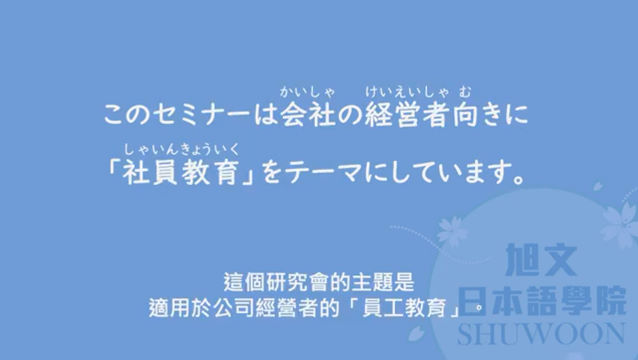 かいしゃ けいえいしゃ む
このセミナーは会社の経営者向きに
しゃいんきょういく
「社員教育」をテーマにしています。
這個研究會的主題是
適用於公司經營者的「員工教育」。
旭文
日本語學院
SHUWOON